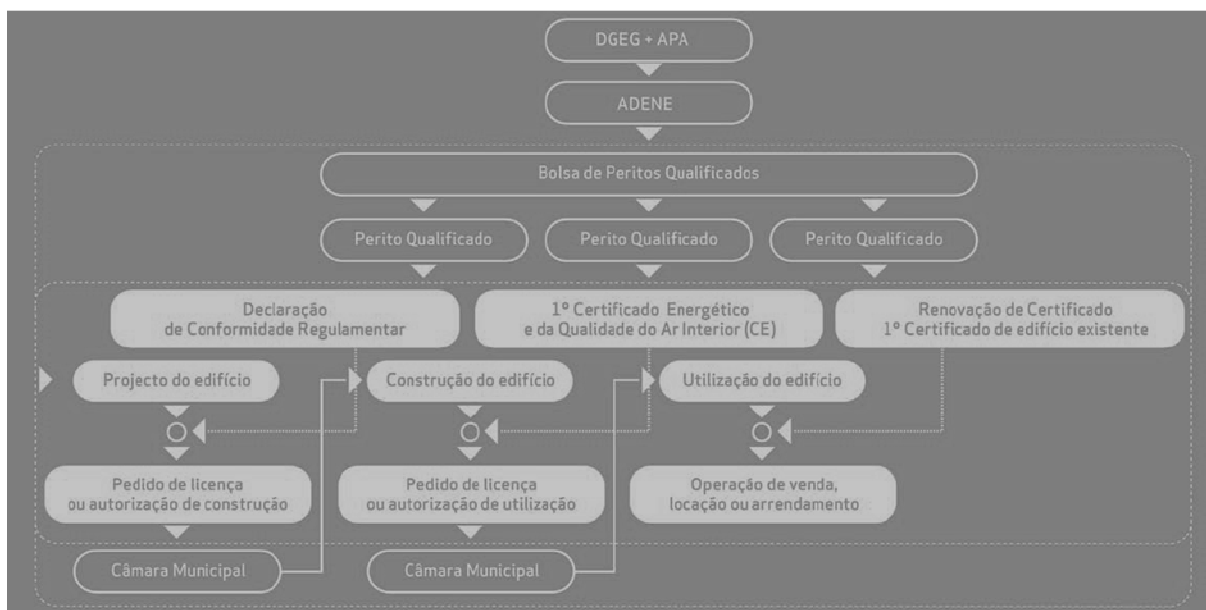 DGEG + APA
ADENE
Bolsa de Peritos Qualificados
Perito Qualificado
Perito Qualificado
Perito Qualificado
Declaração
de Conformidade Regulamentar
1º Certificado Energético
e da Qualidade do Ar Interior (CE)
Renovação de Certificado
1º Certificado de edifício existente
Projecto do edifício
Construção do edifício
Utilização do edifício
Pedido de licença
ou autorização de construção
Pedido de licença
ou autorização de utilização
Operação de venda,
locação ou arrendamento
Câmara Municipal
Câmara Municipal